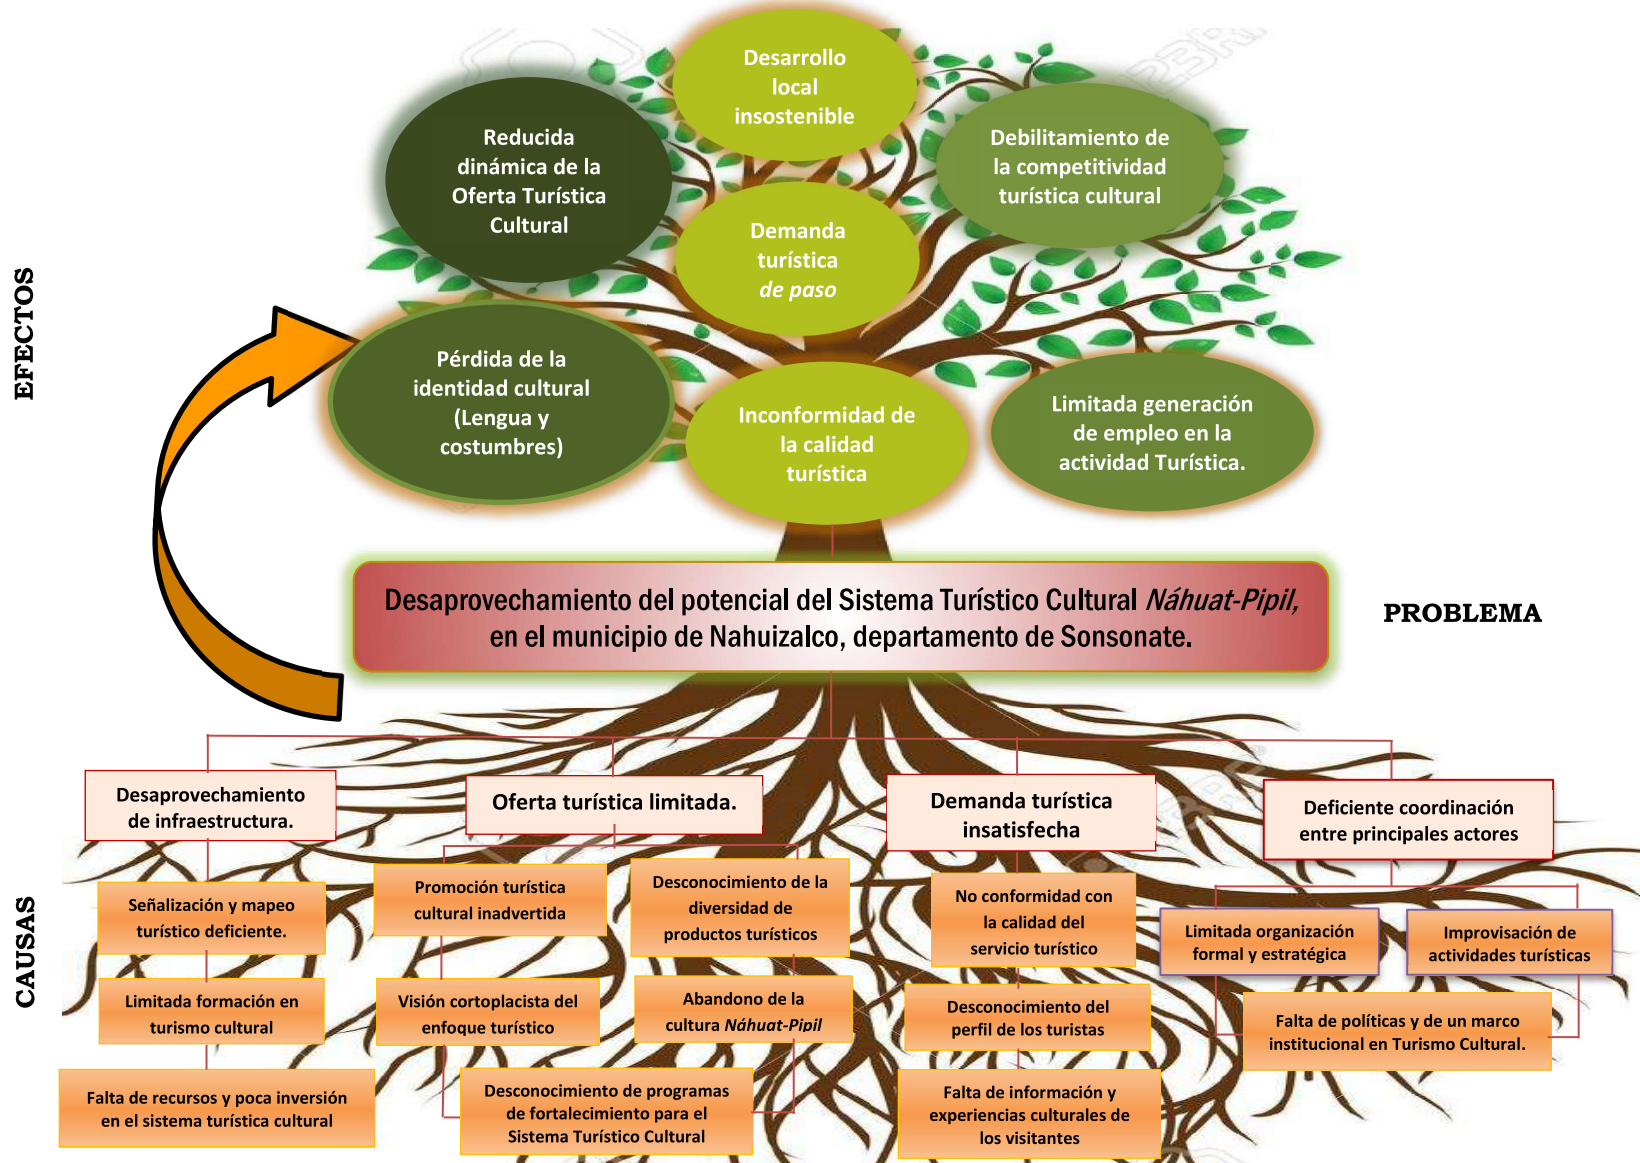 Desarrollo
local
insostenible
Reducida
dinámica de la
Oferta Turística
Cultural
Debilitamiento de
la competitividad
turística cultural
Demanda
turística
de paso
EFECTOS
Pérdida de la
identidad cultural
(Lengua y
costumbres)
Inconformidad de
la calidad
turística
Limitada generación
de empleo en la
actividad Turística.
Desaprovechamiento del potencial del Sistema Turístico Cultural Náhuat-Pipil,
en el municipio de Nahuizalco, departamento de Sonsonate.
PROBLEMA
CAUSAS
Desaprovechamiento
de infraestructura.
Oferta turística limitada.
Demanda turística
insatisfecha
Deficiente coordinación
entre principales actores
Señalización y mapeo
turístico deficiente.
Promoción turística
cultural inadvertida
Desconocimiento de la
diversidad de
productos turísticos
No conformidad con
la calidad del
servicio turístico
Limitada organización
formal y estratégica
Improvisación de
actividades turísticas
Limitada formación en
turismo cultural
Visión cortoplacista del
enfoque turístico
Abandono de la
cultura Náhuat-Pipil
Desconocimiento del
perfil de los turistas
Falta de políticas y de un marco
institucional en Turismo Cultural.
Falta de recursos y poca inversión
en el sistema turística cultural
Desconocimiento de programas
de fortalecimiento para el
Sistema Turístico Cultural
Falta de información y
experiencias culturales de
los visitantes